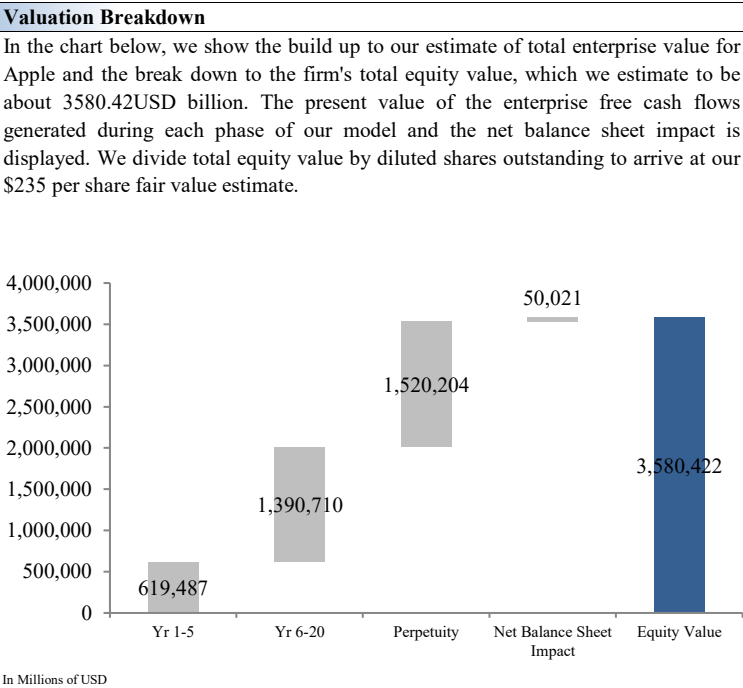 Valuation Breakdown
In the chart below, we show the build up to our estimate of total enterprise value for
Apple and the break down to the firm's total equity value, which we estimate to be
about 3580.42USD billion. The present value of the enterprise free cash flows
generated during each phase of our model and the net balance sheet impact is
displayed. We divide total equity value by diluted shares outstanding to arrive at our
$235 per share fair value estimate.
4,000,000
3,500,000
3,000,000
2,500,000
2,000,000
1,500,000
1,000,000
500,000
0
619,487
1,390,710
1,520,204
50,021
3,580,422
Yr 1-5
Yr 6-20
Perpetuity
Net Balance Sheet
Impact
Equity Value
In Millions of USD